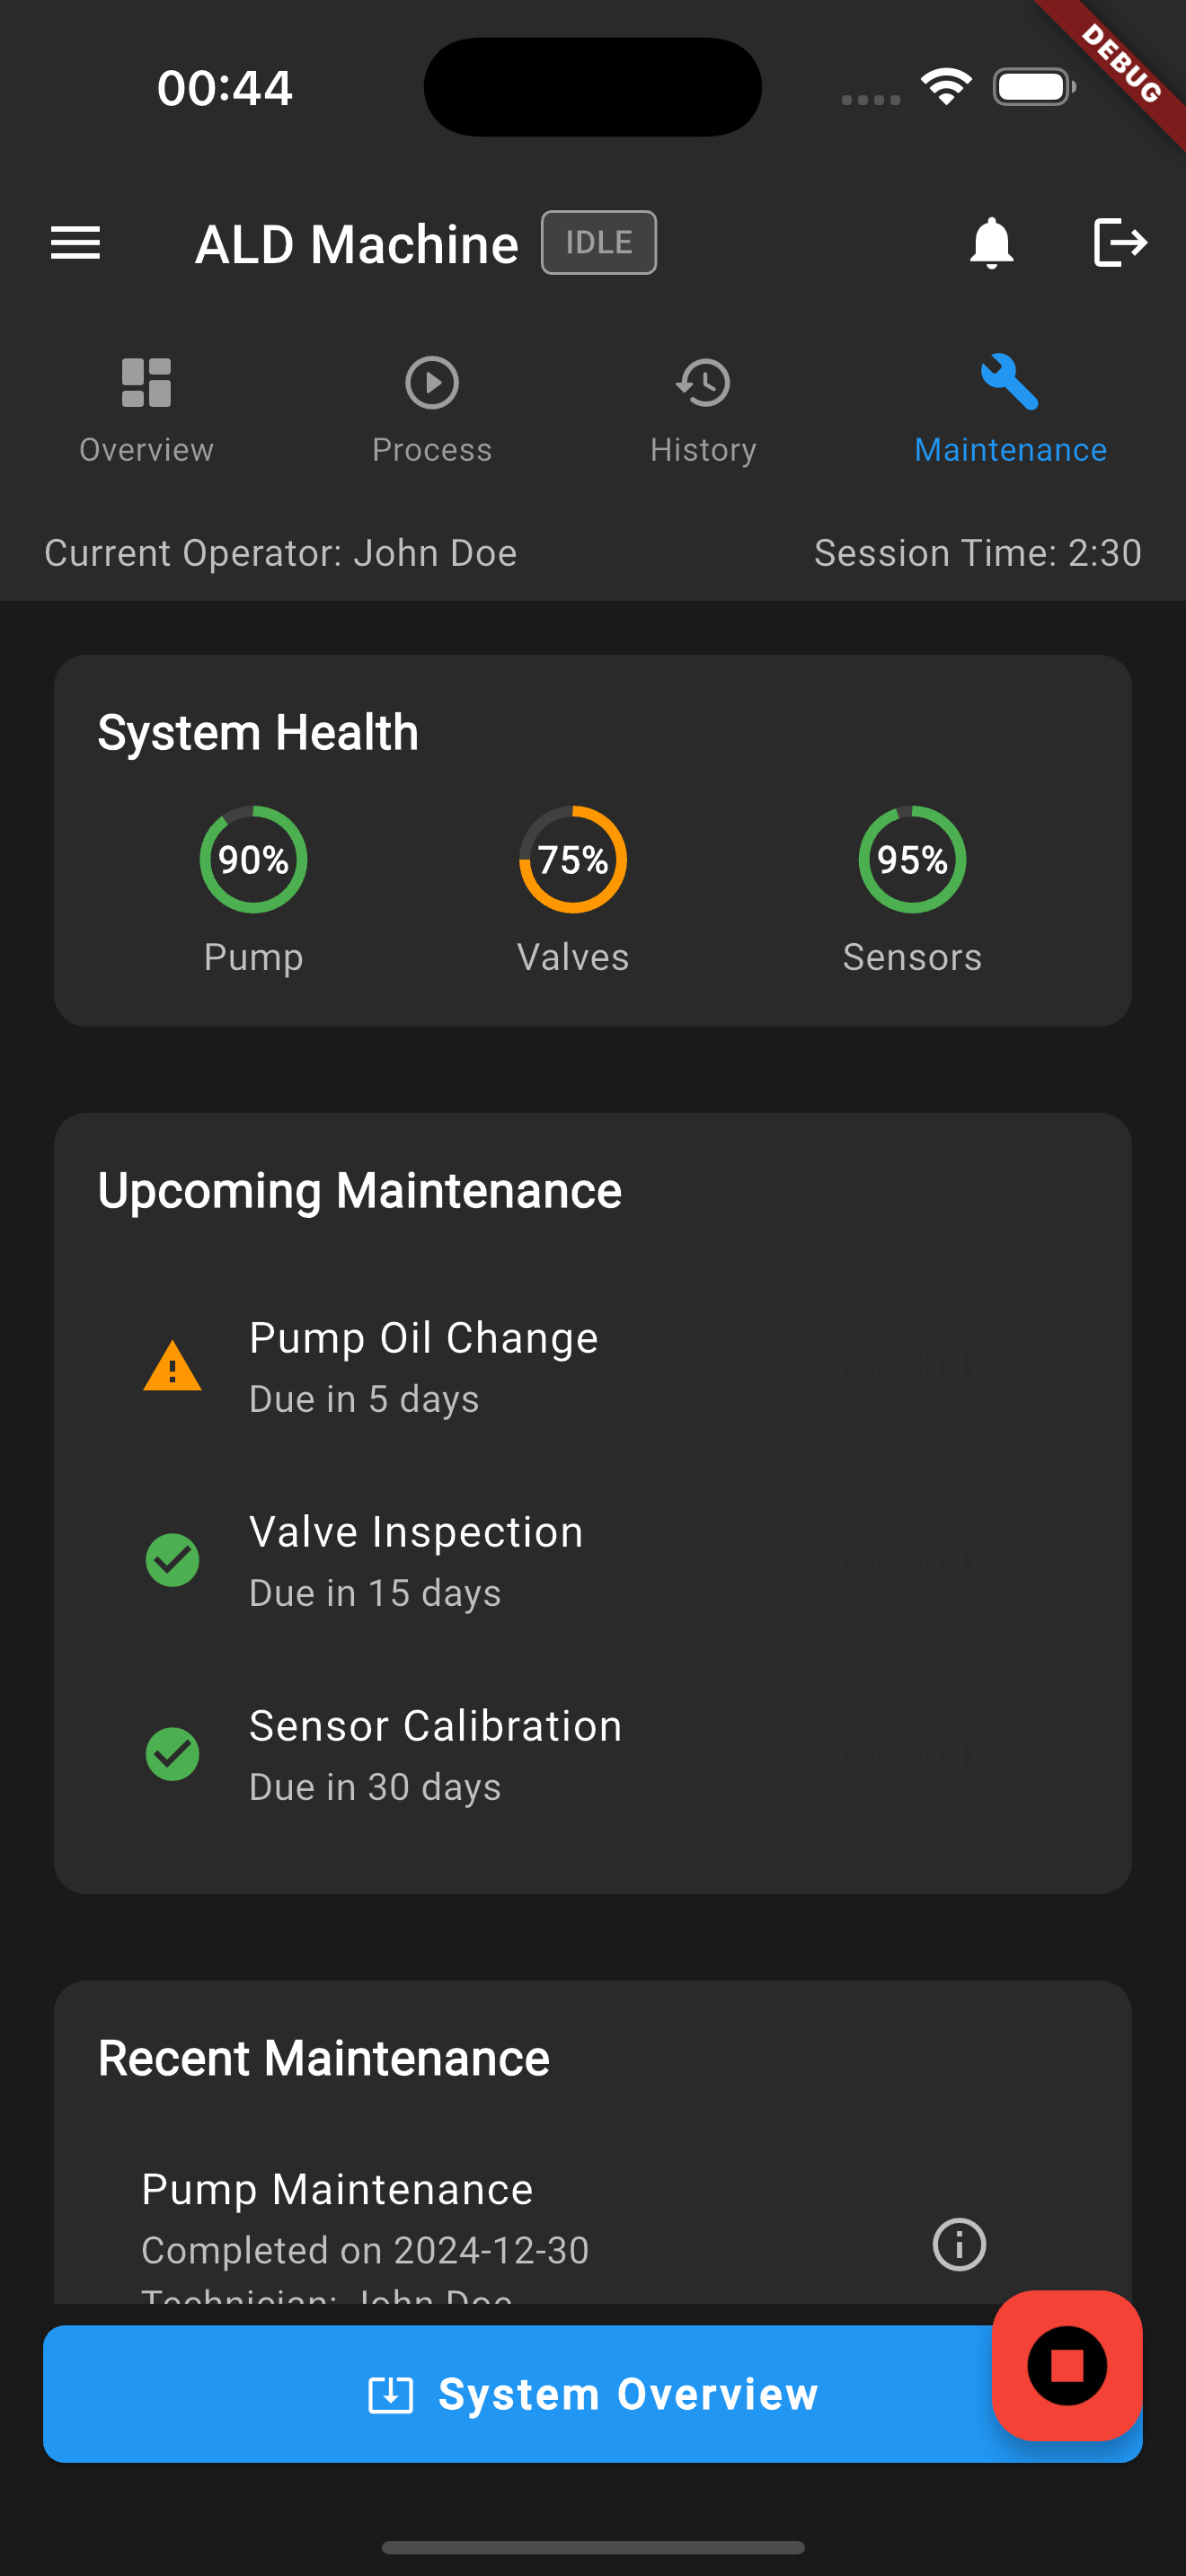 DEBUG
00:44
ALD Machine IDLE
Overview Process History Maintenance
Current Operator: John Doe Session Time: 2:30
System Health
90% 75% 95%
Pump Valves Sensors
Upcoming Maintenance
Pump Oil Change
Due in 5 days
Schedule
Valve Inspection
Due in 15 days
Schedule
Sensor Calibration
Due in 30 days
Schedule
Recent Maintenance
Pump Maintenance
Completed on 2024-12-30
Technician: John Doe
System Overview